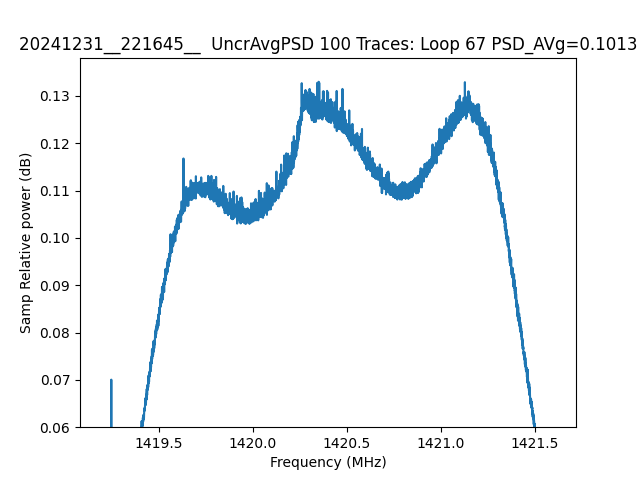 20241231__221645__  UncrAvgPSD 100 Traces: Loop 67 PSD_AVg=0.1013
0.13
0.12
0.11
0.10
0.09
0.08
0.07
0.06
Samp Relative power (dB)
1419.5 1420.0 1420.5 1421.0 1421.5
Frequency (MHz)